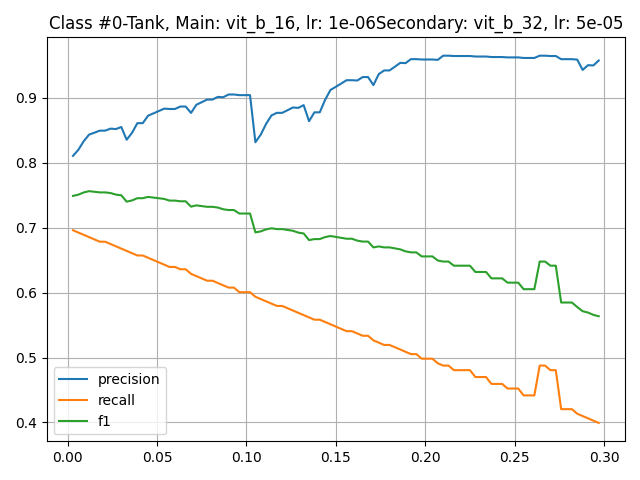 Class #0-Tank, Main: vit_b_16, lr: 1e-06Secondary: vit_b_32, lr: 5e-05
0.9
0.8
0.7
0.6
0.5
0.4
precision
recall
f1
0.00 0.05 0.10 0.15 0.20 0.25 0.30